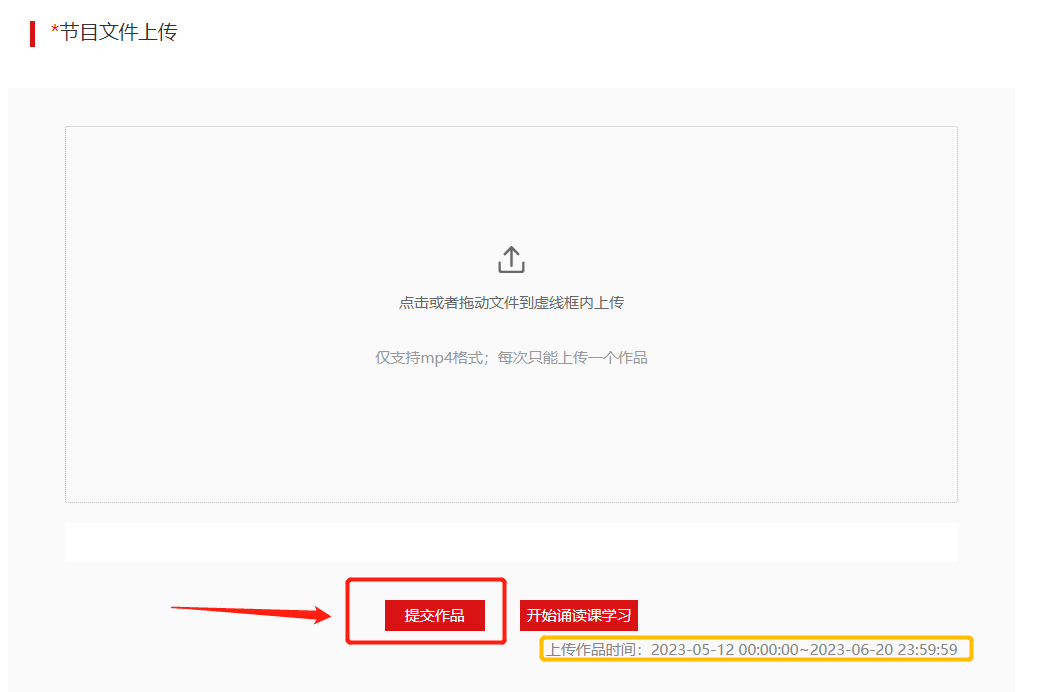 *节目文件上传
点击或者拖动文件到虚线框内上传
仅支持mp4格式；每次只能上传一个作品
提交作品
开始诵读课学习
上传作品时间：2023-05-12 00:00:00~2023-06-20 23:59:59